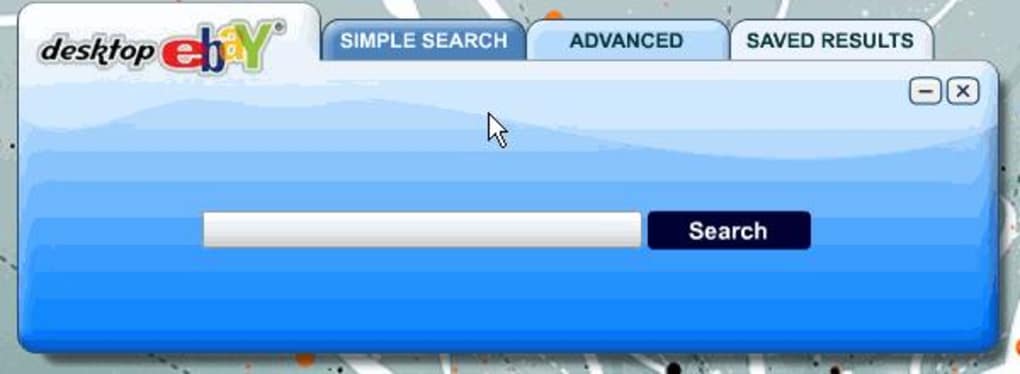 desktop ebaY®
SIMPLE SEARCH
ADVANCED
SAVED RESULTS
Search